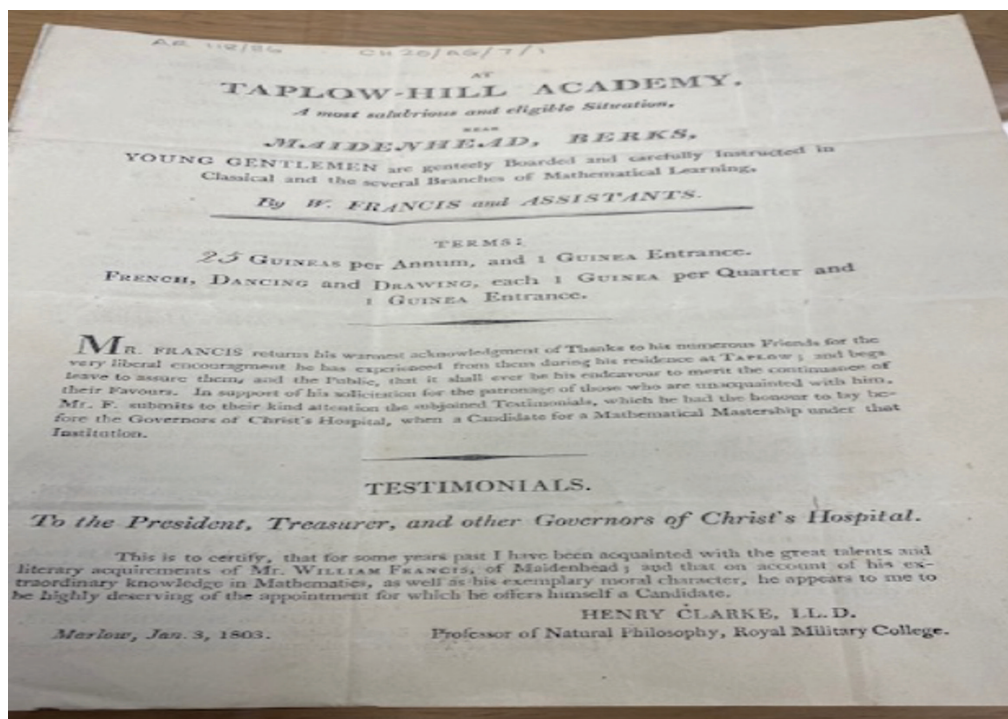 AR 118/86 CH 20/AG/7/1
AT
TAPLOW-HILL ACADEMY.
A most salubrious and eligible Situation,
NEAR
MAIDENHEAD, BERKS,
YOUNG GENTLEMEN are genteely Boarded and carefully Instructed in
Classical and the several Branches of Mathematical Learning,
By W. FRANCIS and ASSISTANTS.
TERMS:
25 GUINEAS per Annum, and 1 GUINEA Entrance.
FRENCH, DANCING and DRAWING, each 1 GUINEA per Quarter and
1 GUINEA Entrance.
MR. FRANCIS returns his warmest acknowledgment of Thanks to his numerous Friends for the
very liberal encouragment he has experienced from them during his residence at TAPLOW; and begs
leave to assure them, and the Public, that it shall ever be his endeavour to merit the continuance of
their Favours. In support of his solicitation for the patronage of those who are unacquainted with him,
Mr. F. submits to their kind attention the subjoined Testimonials, which he had the honour to lay be-
fore the Governors of Christ's Hospital, when a Candidate for a Mathematical Mastership under that
Institution.
TESTIMONIALS.
To the President, Treasurer, and other Governors of Christ's Hospital.
This is to certify, that for some years past I have been acquainted with the great talents and
literary acquirements of Mr. WILLIAM FRANCIS, of Maidenhead; and that on account of his ex-
traordinary knowledge in Mathematics, as well as his exemplary moral character, he appears to me to
be highly deserving of the appointment for which he offers himself a Candidate.
HENRY CLARKE, LL.D.
Marlow, Jan. 3, 1803. Professor of Natural Philosophy, Royal Military College.